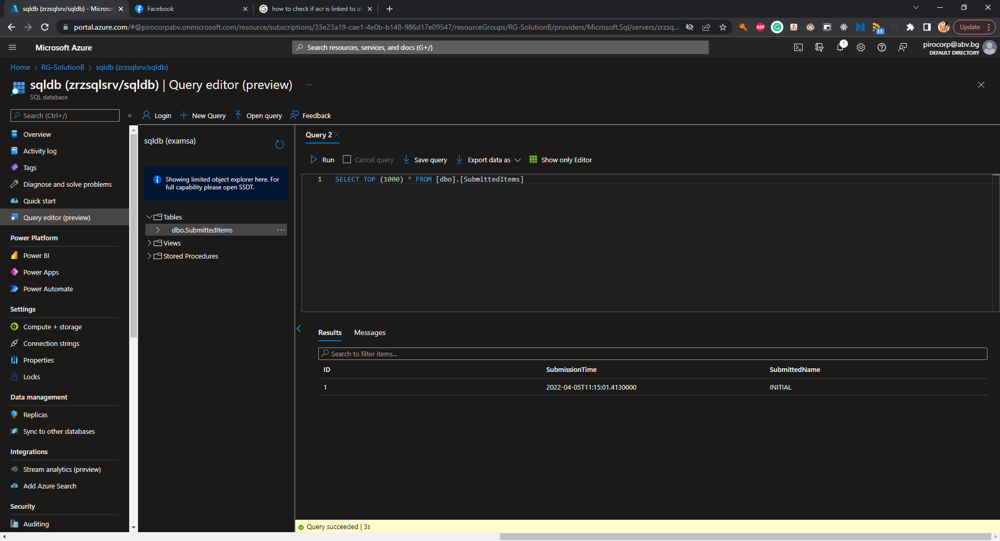 sqldb (zrzsqlsrv/sqldb) - Microso
Facebook
how to check if acr is linked to ak
portal.azure.com/#@pirocorpabv.onmicrosoft.com/resource/subscriptions/33e23a19-cae1-4e0b-b148-986d17e09547/resourceGroups/RG-SolutionB/providers/Microsoft.Sql/servers/zrzsq...
ABP
11
Update
Microsoft Azure
Search resources, services, and docs (G+/)
1
pirocorp@abv.bg
DEFAULT DIRECTORY
Home > RG-SolutionB > sqldb (zrzsqlsrv/sqldb)
sqldb (zrzsqlsrv/sqldb) | Query editor (preview) ...
SQL database
Search (Ctrl+/)
«
Login
New Query
Open query
Feedback
Overview
Activity log
Tags
Diagnose and solve problems
Quick start
Query editor (preview)
Power Platform
Power BI
Power Apps
Power Automate
Settings
Compute + storage
Connection strings
Properties
Locks
Data management
Replicas
Sync to other databases
Integrations
Stream analytics (preview)
Add Azure Search
Security
Auditing
sqldb (examsa)
Showing limited object explorer here. For
full capability please open SSDT.
Tables
dbo.SubmittedItems ...
Views
Stored Procedures
Query 2
Run
Cancel query
Save query
Export data as
Show only Editor
1 SELECT TOP (1000) * FROM [dbo].[SubmittedItems]
Results Messages
Search to filter items...
ID SubmissionTime SubmittedName
1 2022-04-05T11:15:01.4130000 INITIAL
Query succeeded | 3s